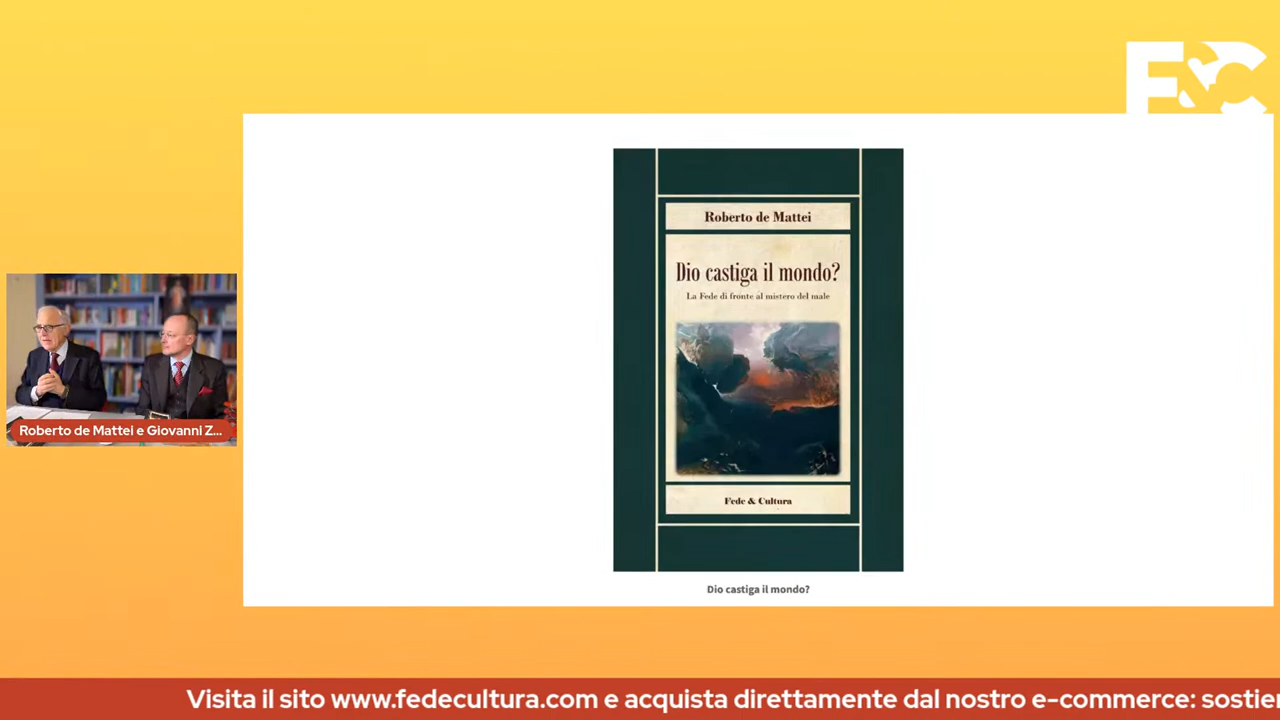 F&C
Roberto de Mattei
Dio castiga il mondo?
La Fede di fronte al mistero del male
Fede & Cultura
Dio castiga il mondo?
Roberto de Mattei e Giovanni Z...
Visita il sito www.fedecultura.com e acquista direttamente dal nostro e-commerce: sostien